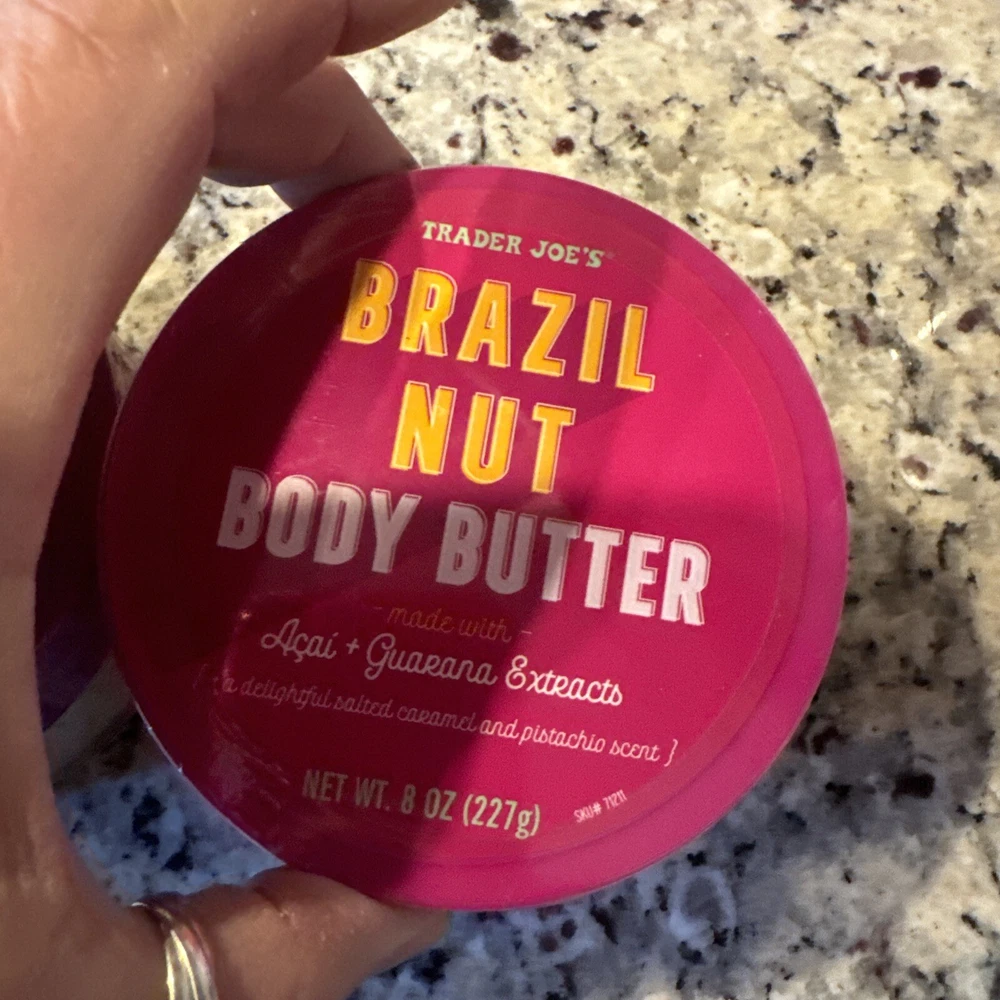 TRADER JOE'S®
BRAZIL
NUT
BODY BUTTER
- made with -
Açaí + Guarana Extracts
{ a delightful salted caramel and pistachio scent }
NET WT. 8 OZ (227g)
SKU# 71211